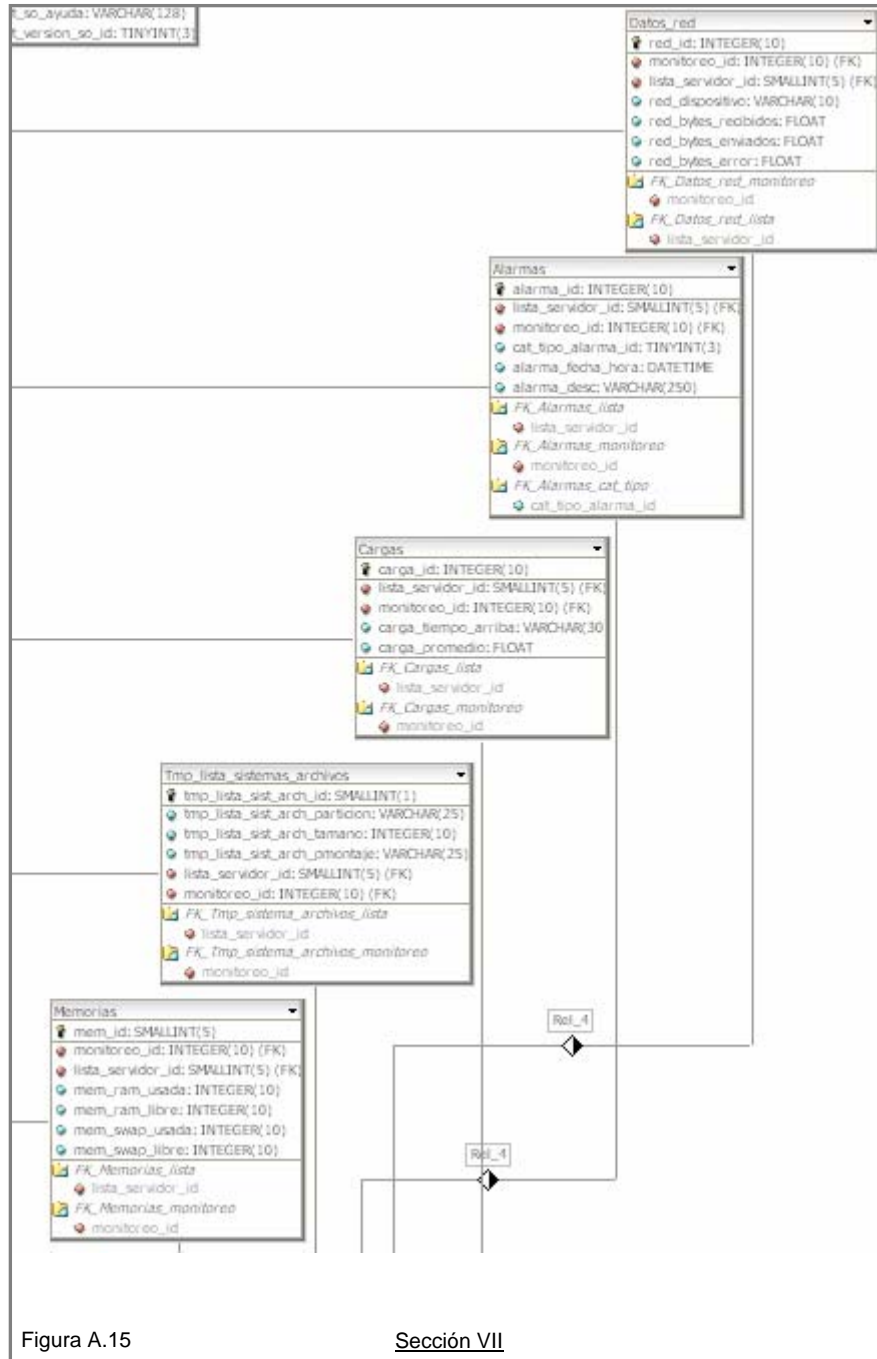 t_so_ayuda: VARCHAR(128)
t_version_so_id: TINYINT(3)
Datos_red
red_id: INTEGER(10)
monitoreo_id: INTEGER(10) (FK)
lista_servidor_id: SMALLINT(5) (FK)
red_dispositivo: VARCHAR(10)
red_bytes_recibidos: FLOAT
red_bytes_enviados: FLOAT
red_bytes_error: FLOAT
FK_Datos_red_monitoreo
monitoreo_id
FK_Datos_red_lista
lista_servidor_id
Alarmas
alarma_id: INTEGER(10)
lista_servidor_id: SMALLINT(5) (FK)
monitoreo_id: INTEGER(10) (FK)
cat_tipo_alarma_id: TINYINT(3)
alarma_fecha_hora: DATETIME
alarma_desc: VARCHAR(250)
FK_Alarmas_lista
lista_servidor_id
FK_Alarmas_monitoreo
monitoreo_id
FK_Alarmas_cat_tipo
cat_tipo_alarma_id
Cargas
carga_id: INTEGER(10)
lista_servidor_id: SMALLINT(5) (FK)
monitoreo_id: INTEGER(10) (FK)
carga_tiempo_arriba: VARCHAR(30
carga_promedio: FLOAT
FK_Cargas_lista
lista_servidor_id
FK_Cargas_monitoreo
monitoreo_id
Tmp_lista_sistemas_archivos
tmp_lista_sist_arch_id: SMALLINT(1)
tmp_lista_sist_arch_particion: VARCHAR(25)
tmp_lista_sist_arch_tamano: INTEGER(10)
tmp_lista_sist_arch_pmontaje: VARCHAR(25)
lista_servidor_id: SMALLINT(5) (FK)
monitoreo_id: INTEGER(10) (FK)
FK_Tmp_sistema_archivos_lista
lista_servidor_id
FK_Tmp_sistema_archivos_monitoreo
monitoreo_id
Memorias
mem_id: SMALLINT(5)
monitoreo_id: INTEGER(10) (FK)
lista_servidor_id: SMALLINT(5) (FK)
mem_ram_usada: INTEGER(10)
mem_ram_libre: INTEGER(10)
mem_swap_usada: INTEGER(10)
mem_swap_libre: INTEGER(10)
FK_Memorias_lista
lista_servidor_id
FK_Memorias_monitoreo
monitoreo_id
Rel_4
Rel_4
Figura A.15
Sección VII